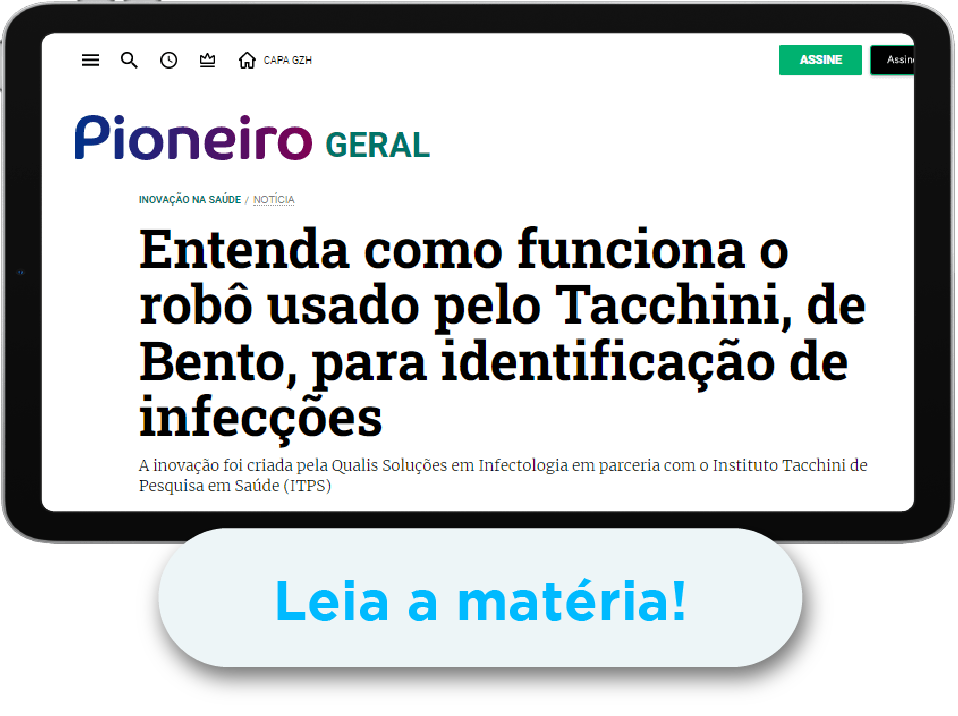 CAPA GZH
ASSINE
Assin
Pioneiro GERAL
INOVAÇÃO NA SAÚDE / NOTÍCIA
Entenda como funciona o
robô usado pelo Tacchini, de
Bento, para identificação de
infecções
A inovação foi criada pela Qualis Soluções em Infectologia em parceria com o Instituto Tacchini de
Pesquisa em Saúde (ITPS)
Leia a matéria!